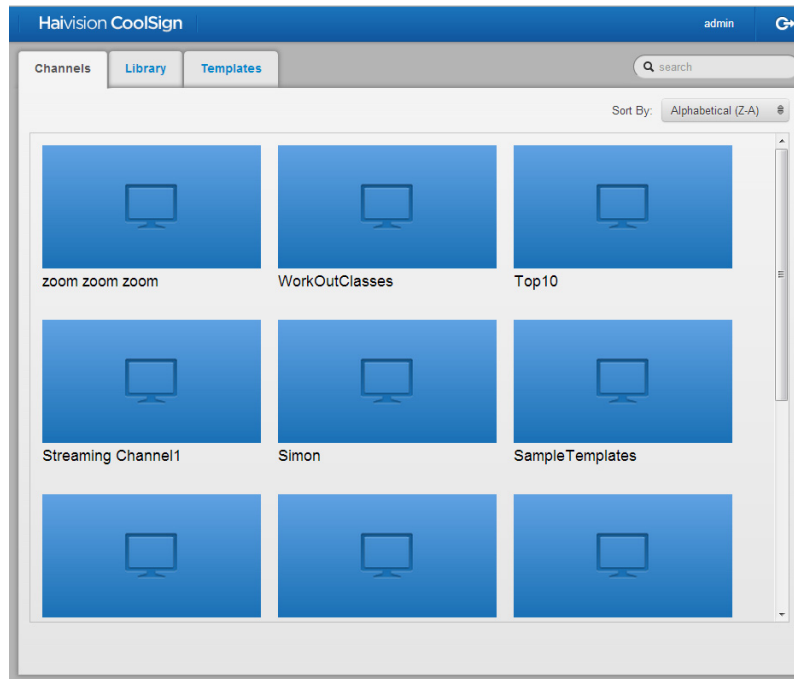 Haivision CoolSign admin
Channels Library Templates search
Sort By: Alphabetical (Z-A)
zoom zoom zoom WorkOutClasses Top10
Streaming Channel1 Simon SampleTemplates